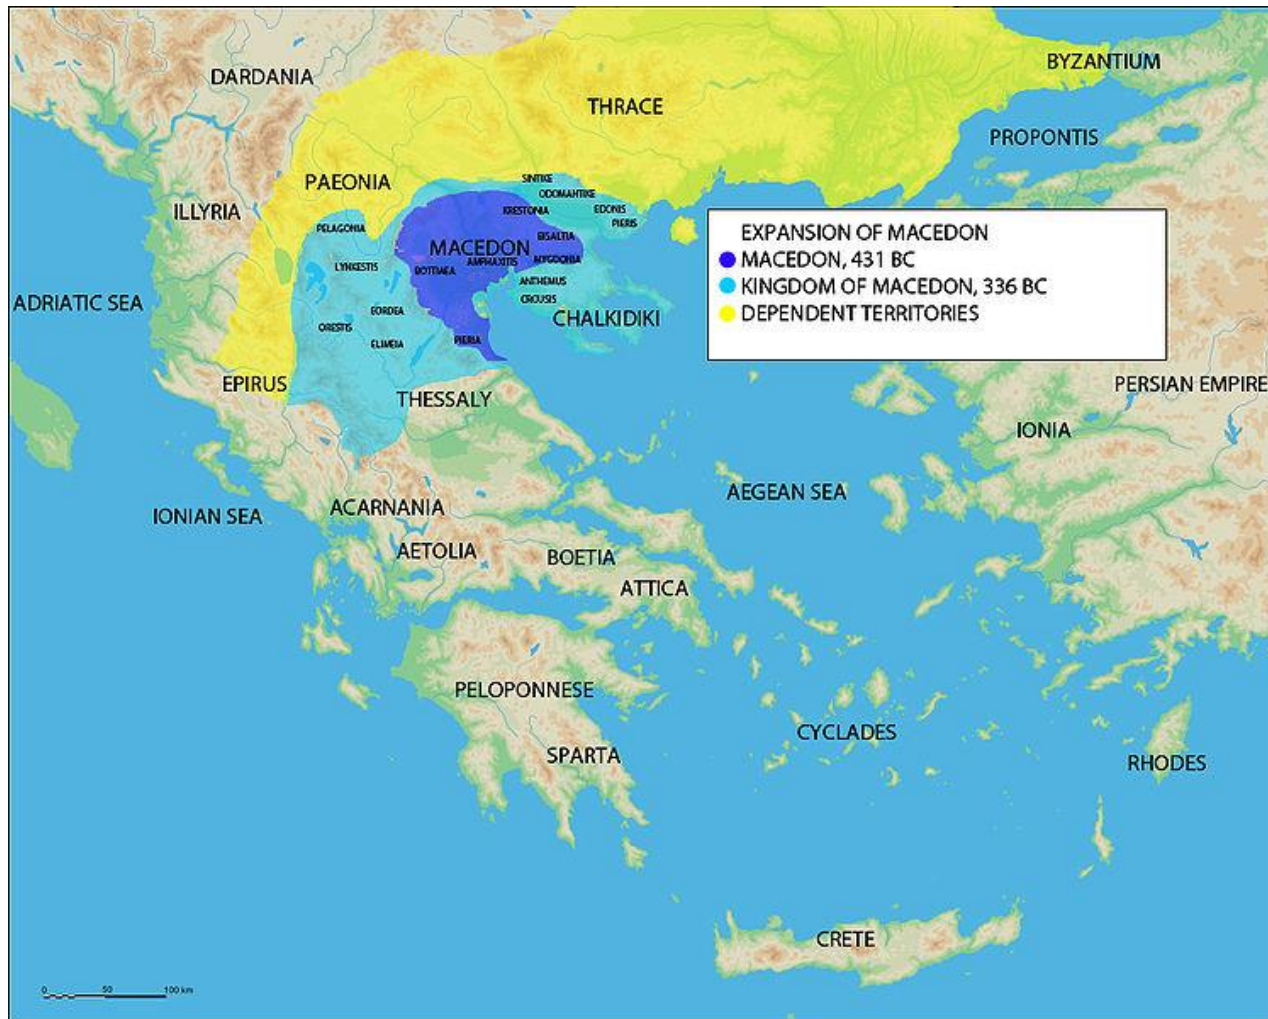 DARDANIA
BYZANTIUM
THRACE
PROPONTIS
PAEONIA
SINTIKE
ODOMAHTIKE
ILLYRIA
KRESTONIA
EDONIS
PIERIS
PELAGONIA
BISALTIA
MACEDON
MYGDONIA
AMPHAXITIS
BOTTIAEA
LYNKESTIS
ANTHEMUS
CROUSIS
EORDEA
CHALKIDIKI
ORESTIS
ELIMEIA
PIERIA
EXPANSION OF MACEDON
MACEDON, 431 BC
KINGDOM OF MACEDON, 336 BC
DEPENDENT TERRITORIES
ADRIATIC SEA
EPIRUS
THESSALY
PERSIAN EMPIRE
IONIA
AEGEAN SEA
ACARNANIA
IONIAN SEA
AETOLIA
BOETIA
ATTICA
PELOPONNESE
CYCLADES
SPARTA
RHODES
CRETE
0 50 100 km